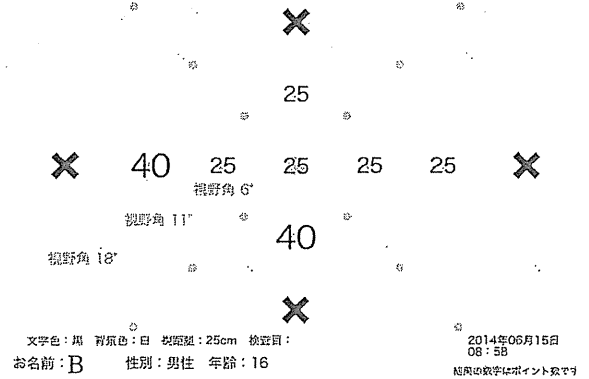 25
40 25 25 25 25
視野角 6°
視野角 11°
視野角 18°
40
文字色：黒 背景色：白 視距離：25cm 検査目：
お名前：B 性別：男性 年齢：16
2014年06月15日
08：58
結果の数字はポイント数です